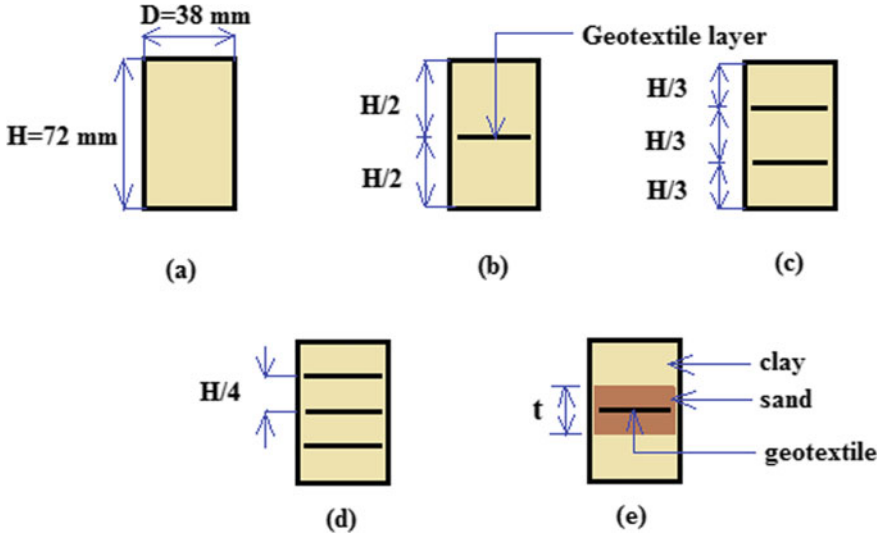 D=38 mm
Geotextile layer
H=72 mm
H/2
H/2
H/3
H/3
H/3
(a)
(b)
(c)
H/4
t
clay
sand
geotextile
(d)
(e)